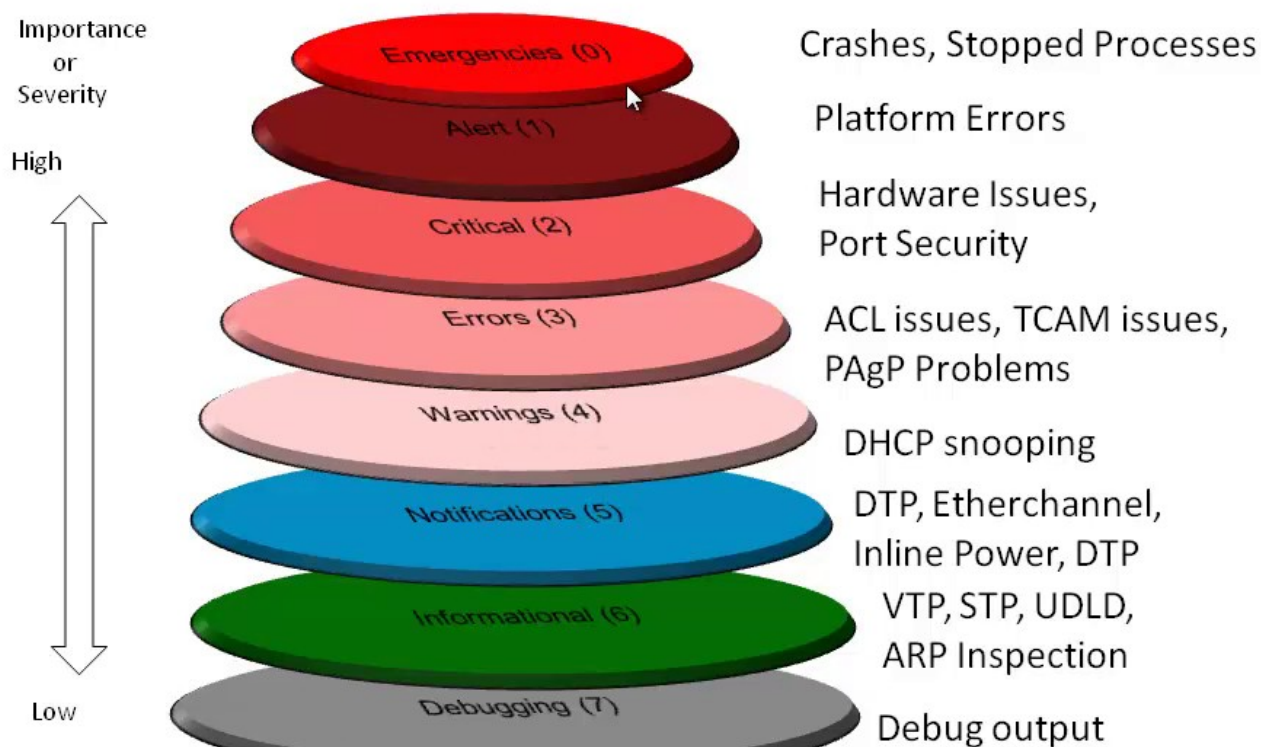 Importance
or
Severity
High
Low
Emergencies (0)
Crashes, Stopped Processes
Alert (1)
Platform Errors
Critical (2)
Hardware Issues,
Port Security
Errors (3)
ACL issues, TCAM issues,
PAgP Problems
Warnings (4)
DHCP snooping
Notifications (5)
DTP, Etherchannel,
Inline Power, DTP
Informational (6)
VTP, STP, UDLD,
ARP Inspection
Debugging (7)
Debug output